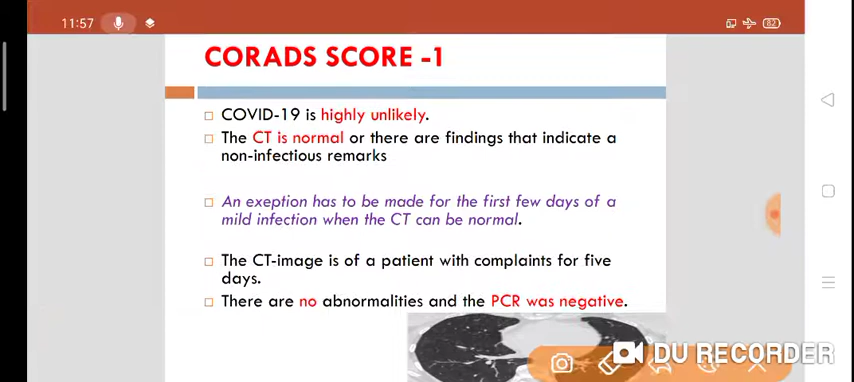 11:57
82
CORADS SCORE -1
COVID-19 is highly unlikely.
The CT is normal or there are findings that indicate a
non-infectious remarks
An exeption has to be made for the first few days of a
mild infection when the CT can be normal.
The CT-image is of a patient with complaints for five
days.
There are no abnormalities and the PCR was negative.
DU RECORDER